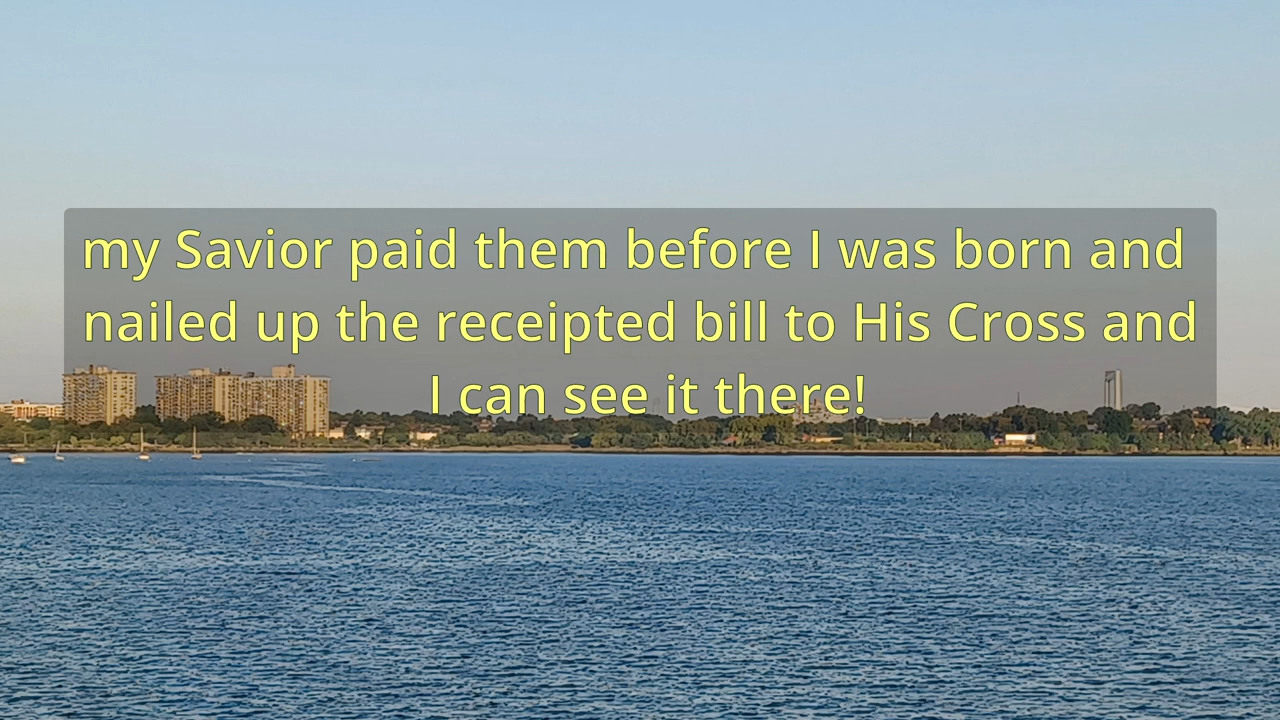 my Savior paid them before I was born and
nailed up the receipted bill to His Cross and
I can see it there!